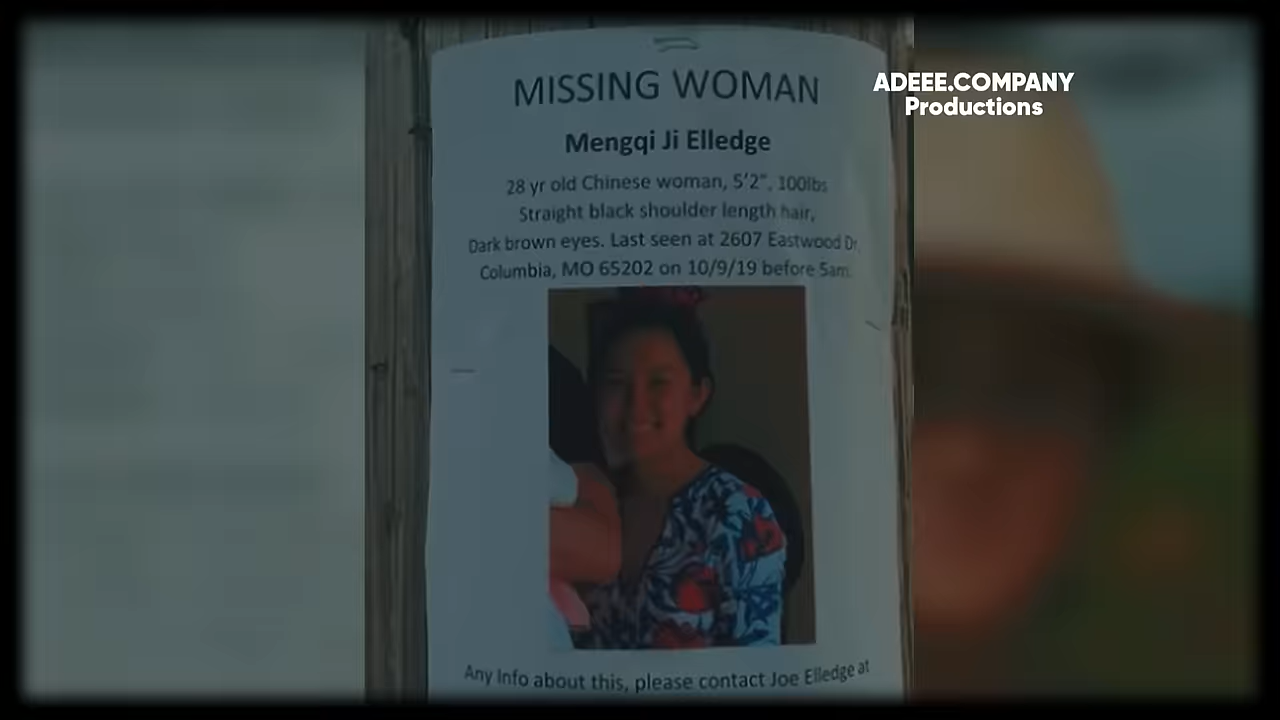 ADEEE.COMPANY
Productions
MISSING WOMAN
Mengqi Ji Elledge
28 yr old Chinese woman, 5'2", 100lbs
Straight black shoulder length hair,
Dark brown eyes. Last seen at 2607 Eastwood Dr,
Columbia, MO 65202 on 10/9/19 before 5am.
Any Info about this, please contact Joe Elledge at